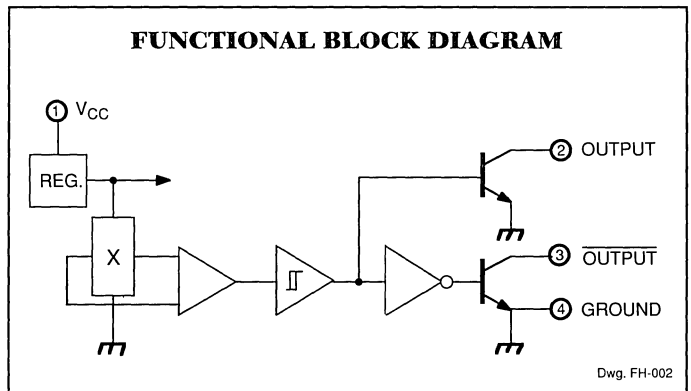 FUNCTIONAL BLOCK DIAGRAM
1 VCC
REG.
X
2 OUTPUT
3 OUTPUT
4 GROUND
Dwg. FH-002